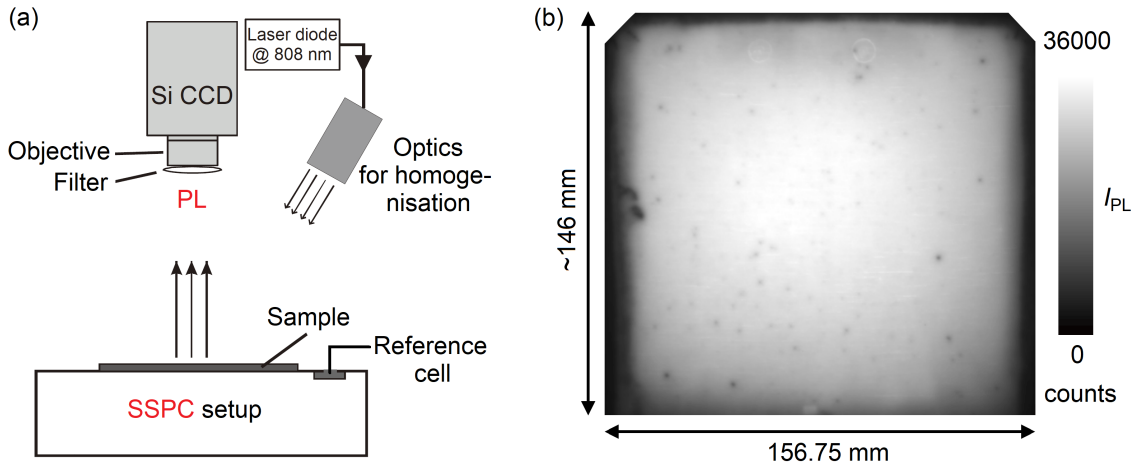 (a)
Laser diode
@ 808 nm
Si CCD
Objective
Filter
PL
Optics
for homoge-
nisation
Sample
Reference
cell
SSPC setup
(b)
~146 mm
156.75 mm
36000
I_PL
0
counts